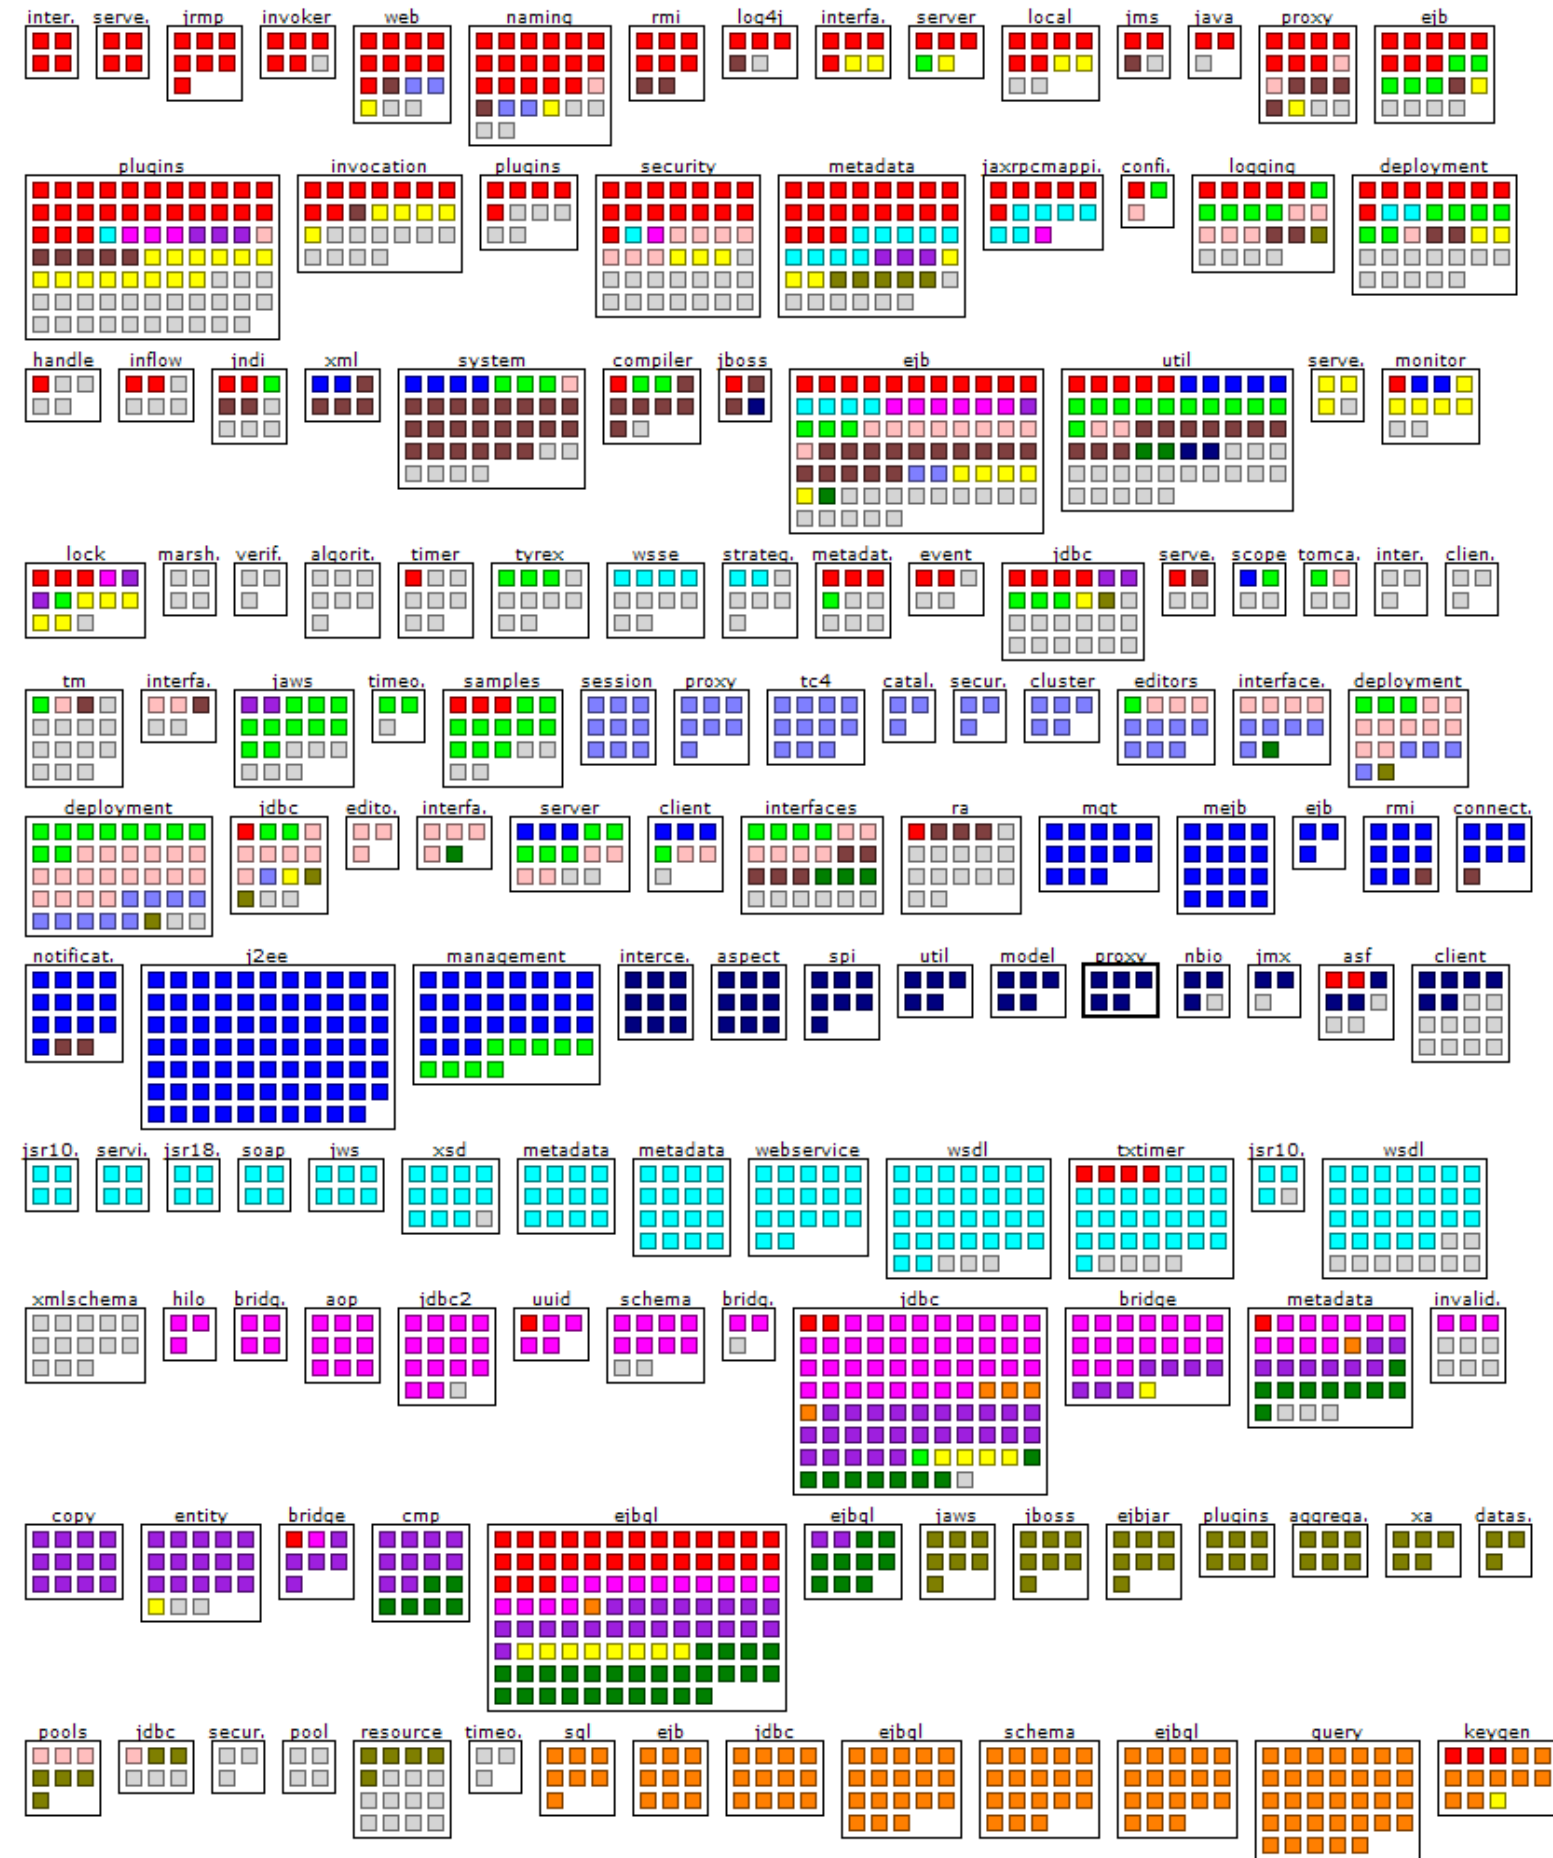 inter. serve. jrmp invoker web naming rmi log4j interfa. server local jms java proxy ejb
plugins invocation plugins security metadata jaxrpcmappi. confi. logging deployment
handle inflow jndi xml system compiler jboss ejb util serve. monitor
lock marsh. verif. algorit. timer tyrex wsse strateg. metadat. event jdbc serve. scope tomca. inter. clien.
tm interfa. jaws timeo. samples session proxy tc4 catal. secur. cluster editors interface. deployment
deployment jdbc edito. interfa. server client interfaces ra mgt mejb ejb rmi connect.
notificat. j2ee management interce. aspect spi util model proxy nbio jmx asf client
jsr10. servi. jsr18. soap jws xsd metadata metadata webservice wsdl txtimer jsr10. wsdl
xmlschema hilo bridg. aop jdbc2 uuid schema bridg. jdbc bridge metadata invalid.
copy entity bridge cmp ejbql ejbql jaws jboss ejbjar plugins aggrega. xa datas.
pools jdbc secur. pool resource timeo. sql ejb jdbc ejbql schema ejbql query keygen